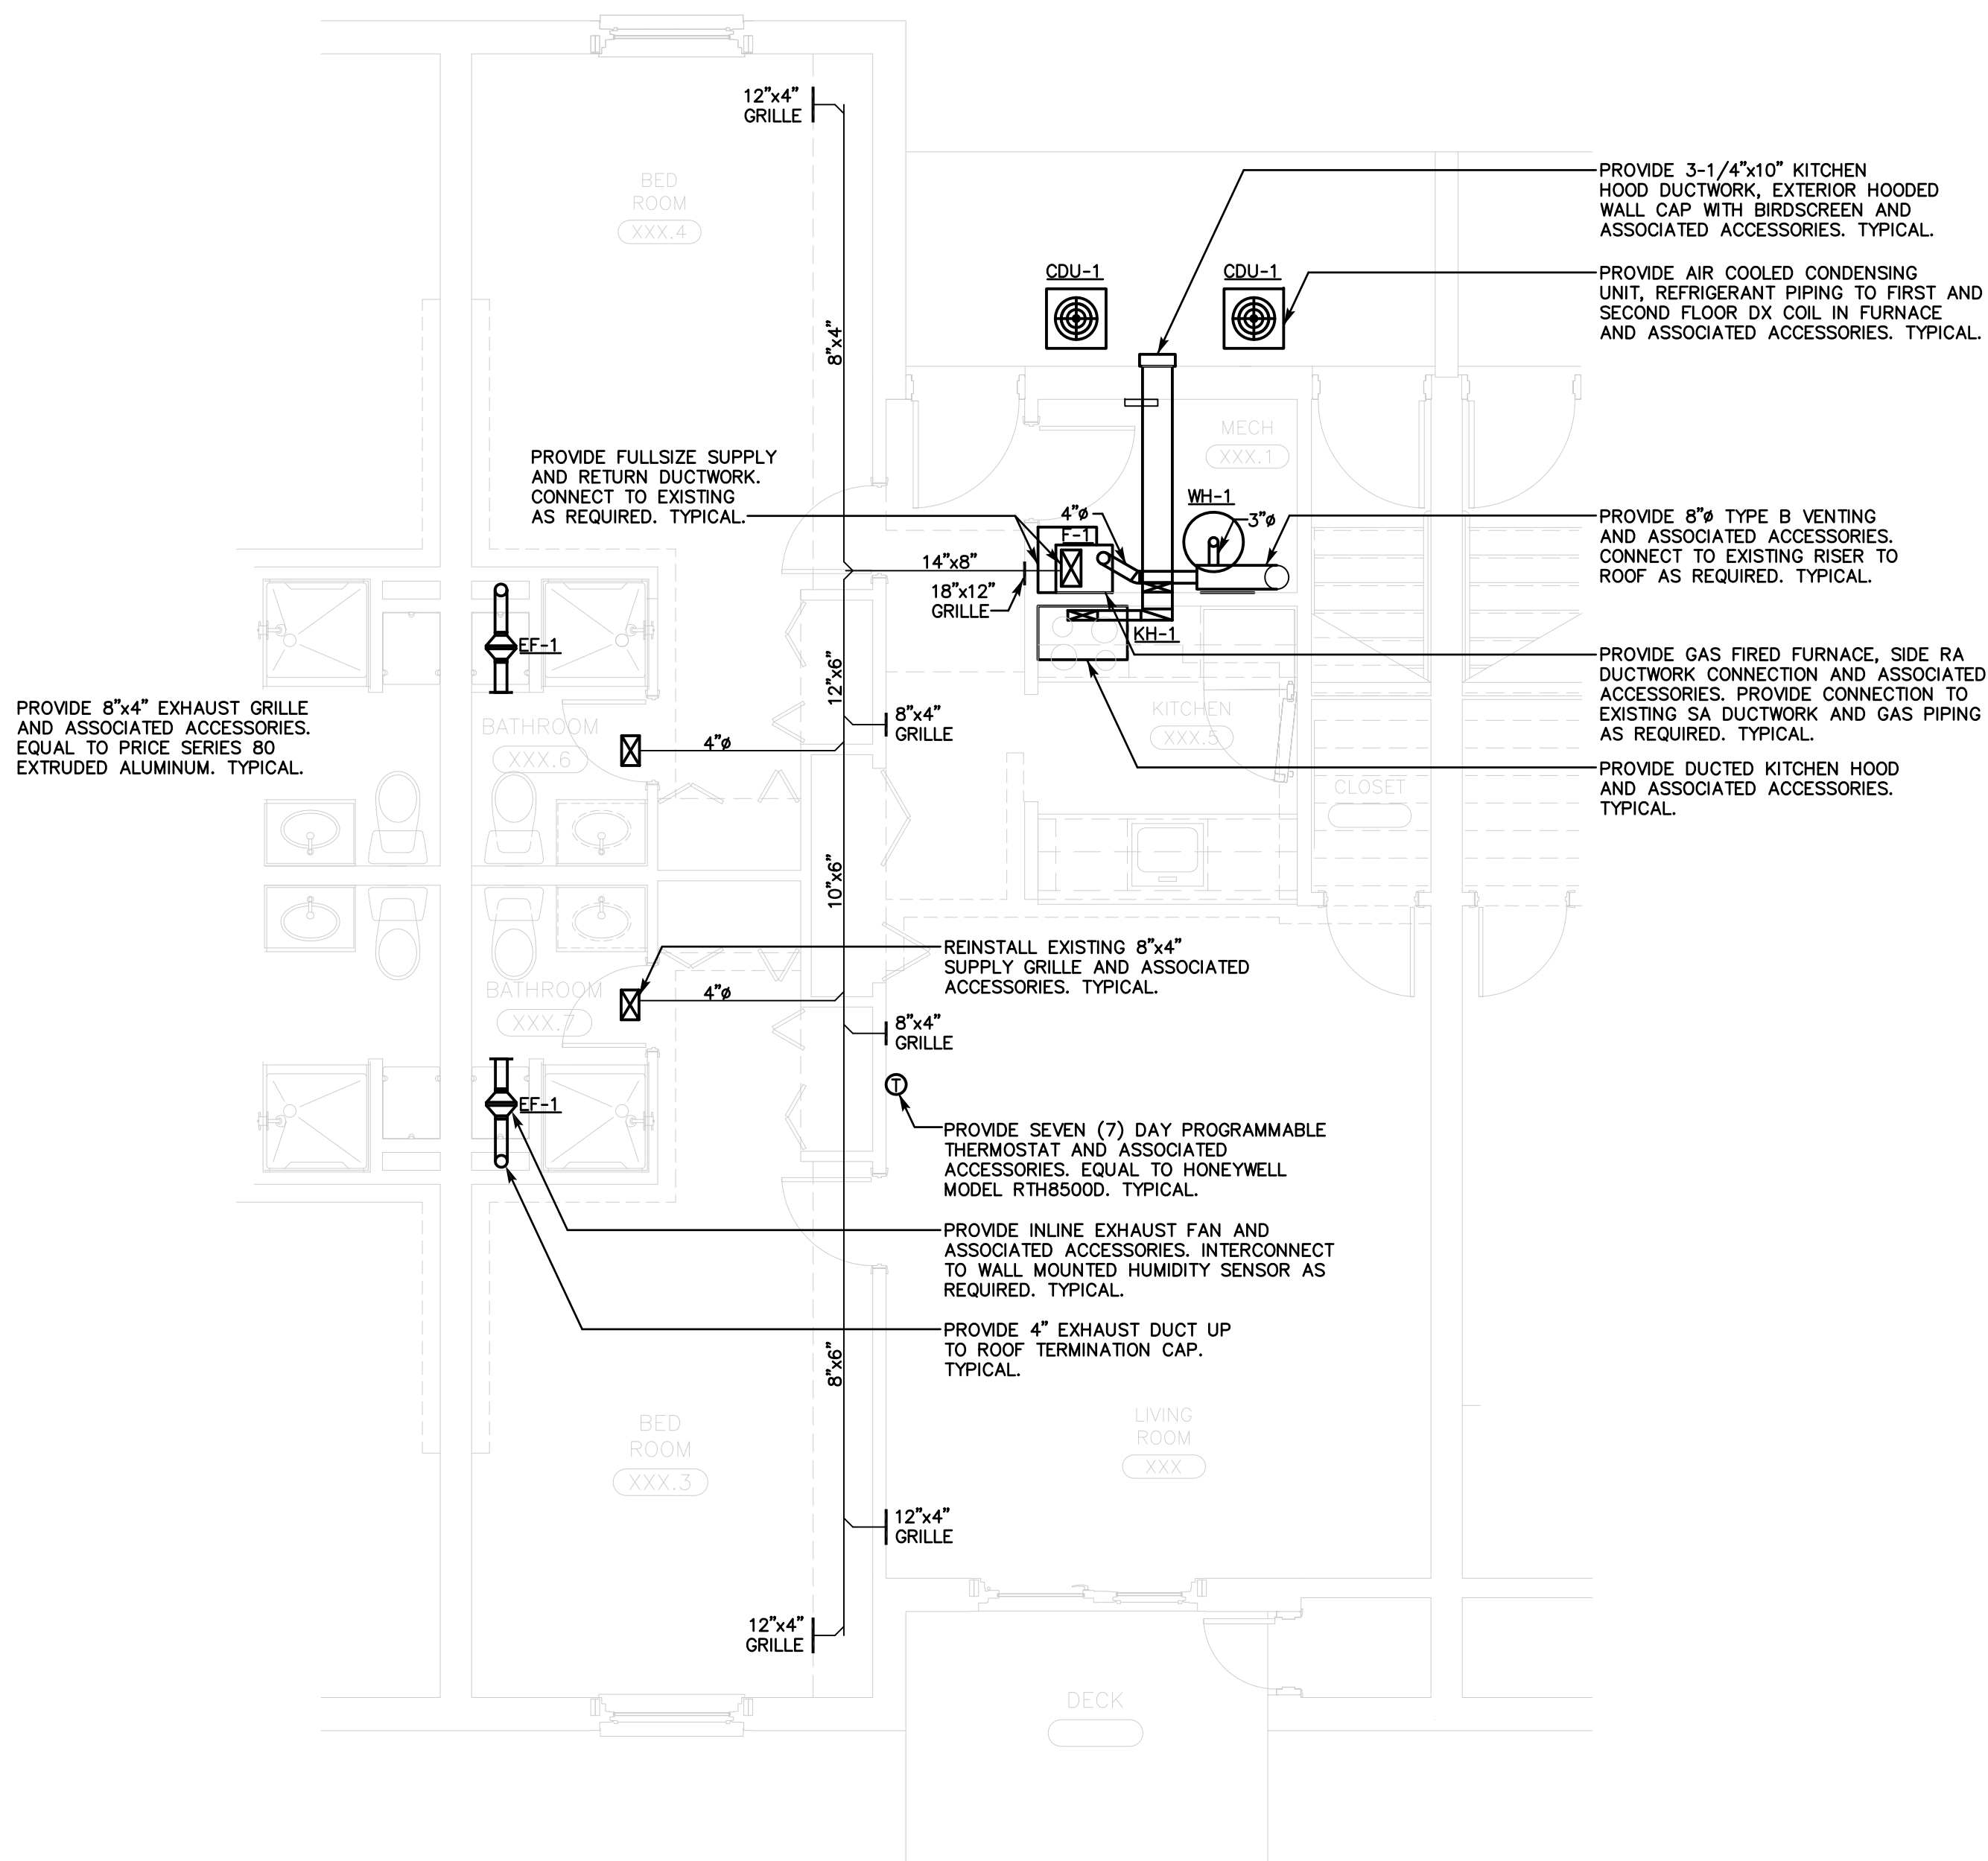 12"x4"
GRILLE
BED
ROOM
XXX.4
PROVIDE 3-1/4"x10" KITCHEN
HOOD DUCTWORK, EXTERIOR HOODED
WALL CAP WITH BIRDSCREEN AND
ASSOCIATED ACCESSORIES. TYPICAL.
CDU-1
CDU-1
PROVIDE AIR COOLED CONDENSING
UNIT, REFRIGERANT PIPING TO FIRST AND
SECOND FLOOR DX COIL IN FURNACE
AND ASSOCIATED ACCESSORIES. TYPICAL.
8"x4"
MECH
XXX.1
PROVIDE FULLSIZE SUPPLY
AND RETURN DUCTWORK.
CONNECT TO EXISTING
AS REQUIRED. TYPICAL.
WH-1
4"ø
3"ø
F-1
PROVIDE 8"ø TYPE B VENTING
AND ASSOCIATED ACCESSORIES.
CONNECT TO EXISTING RISER TO
ROOF AS REQUIRED. TYPICAL.
14"x8"
18"x12"
GRILLE
KH-1
EF-1
PROVIDE GAS FIRED FURNACE, SIDE RA
DUCTWORK CONNECTION AND ASSOCIATED
ACCESSORIES. PROVIDE CONNECTION TO
EXISTING SA DUCTWORK AND GAS PIPING
AS REQUIRED. TYPICAL.
12"x6"
PROVIDE 8"x4" EXHAUST GRILLE
AND ASSOCIATED ACCESSORIES.
EQUAL TO PRICE SERIES 80
EXTRUDED ALUMINUM. TYPICAL.
BATHROOM
XXX.6
4"ø
8"x4"
GRILLE
KITCHEN
XXX.5
PROVIDE DUCTED KITCHEN HOOD
AND ASSOCIATED ACCESSORIES.
TYPICAL.
CLOSET
10"x6"
REINSTALL EXISTING 8"x4"
SUPPLY GRILLE AND ASSOCIATED
ACCESSORIES. TYPICAL.
BATHROOM
XXX.7
4"ø
8"x4"
GRILLE
T
EF-1
PROVIDE SEVEN (7) DAY PROGRAMMABLE
THERMOSTAT AND ASSOCIATED
ACCESSORIES. EQUAL TO HONEYWELL
MODEL RTH8500D. TYPICAL.
PROVIDE INLINE EXHAUST FAN AND
ASSOCIATED ACCESSORIES. INTERCONNECT
TO WALL MOUNTED HUMIDITY SENSOR AS
REQUIRED. TYPICAL.
PROVIDE 4" EXHAUST DUCT UP
TO ROOF TERMINATION CAP.
TYPICAL.
8"x6"
BED
ROOM
XXX.3
LIVING
ROOM
XXX
12"x4"
GRILLE
12"x4"
GRILLE
DECK